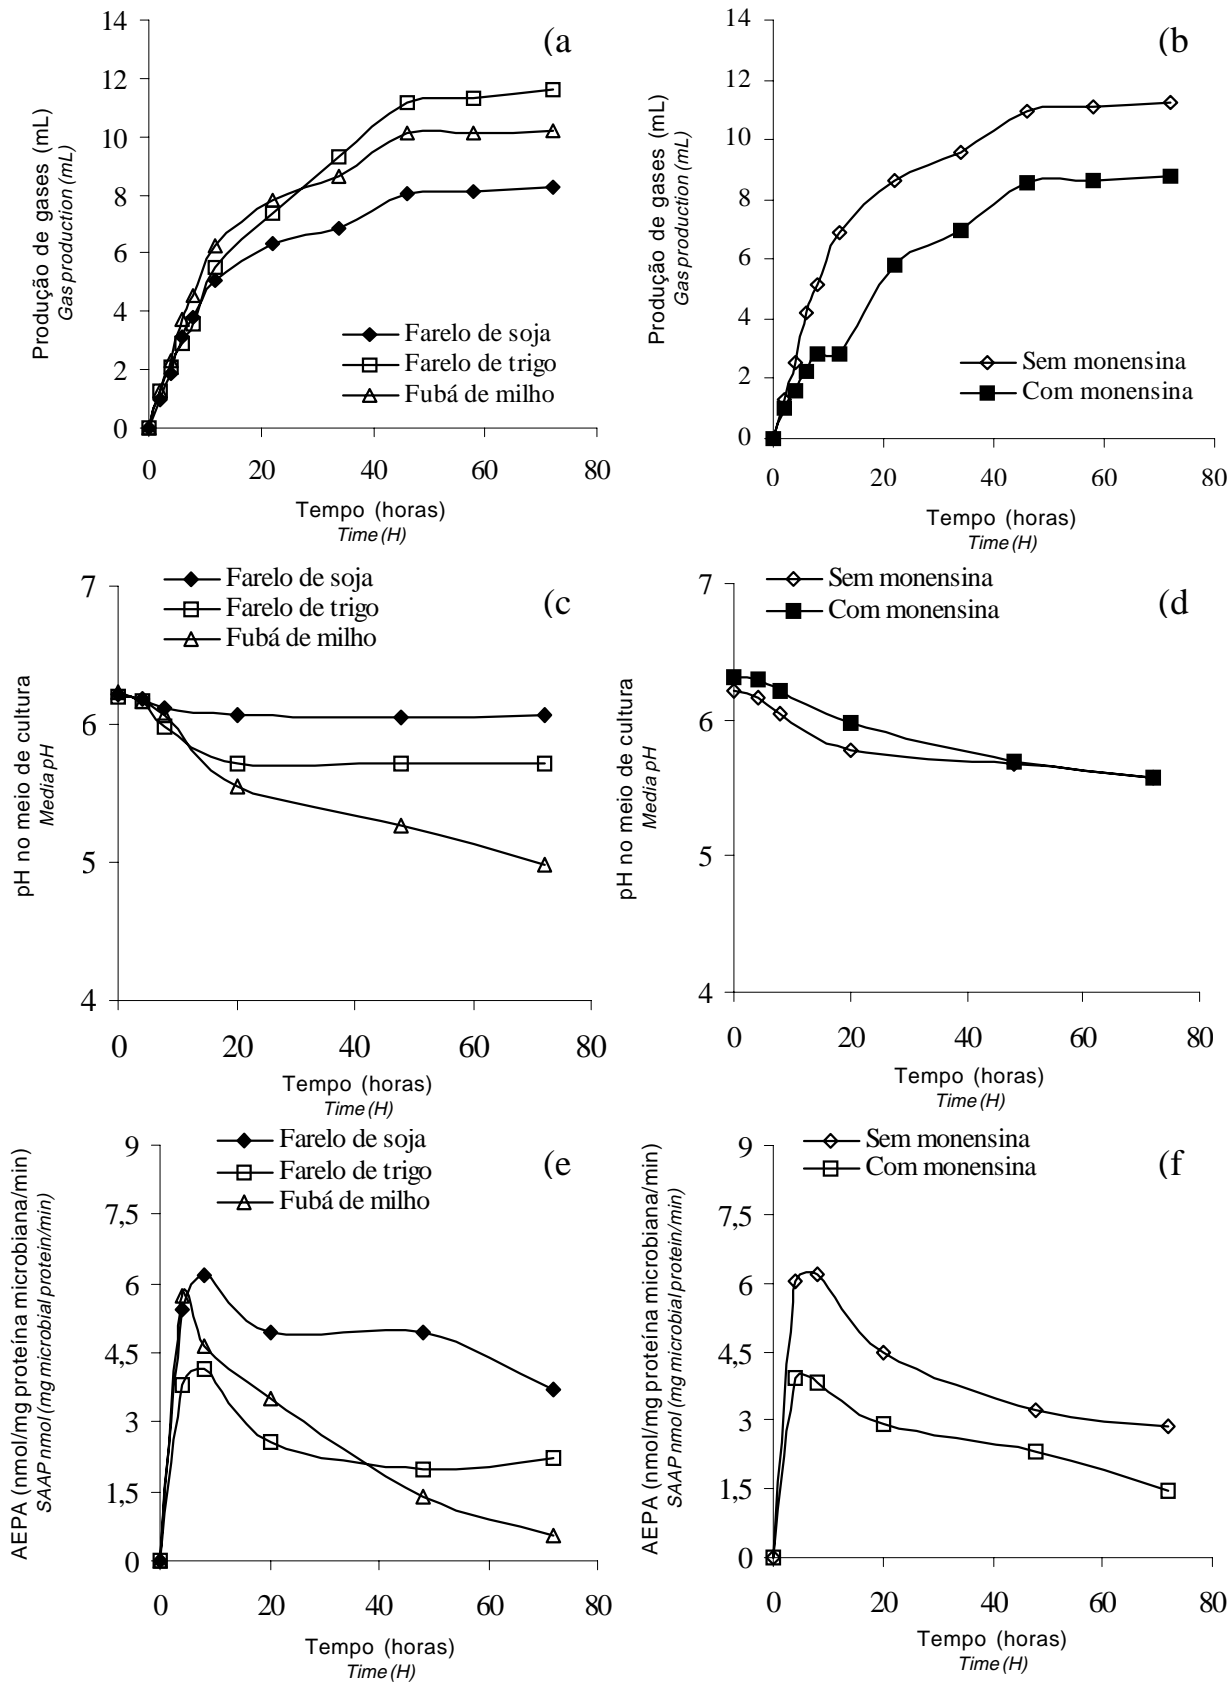 (a
Produção de gases (mL)
Gas production (mL)
14
12
10
8
6
4
2
0
Farelo de soja
Farelo de trigo
Fubá de milho
0 20 40 60 80
Tempo (horas)
Time (H)
(b
Produção de gases (mL)
Gas production (mL)
14
12
10
8
6
4
2
0
Sem monensina
Com monensina
0 20 40 60 80
Tempo (horas)
Time (H)
(c
Farelo de soja
Farelo de trigo
Fubá de milho
pH no meio de cultura
Media pH
7
6
5
4
0 20 40 60 80
Tempo (horas)
Time (H)
(d
Sem monensina
Com monensina
pH no meio de cultura
Media pH
7
6
5
4
0 20 40 60 80
Tempo (horas)
Time (H)
(e
Farelo de soja
Farelo de trigo
Fubá de milho
AEPA (nmol/mg proteína microbiana/min)
SAAP nmol (mg microbial protein/min)
9
7,5
6
4,5
3
1,5
0
0 20 40 60 80
Tempo (horas)
Time (H)
(f
Sem monensina
Com monensina
AEPA (nmol/mg proteína microbiana/min)
SAAP nmol (mg microbial protein/min)
9
7,5
6
4,5
3
1,5
0
0 20 40 60 80
Tempo (horas)
Time (H)